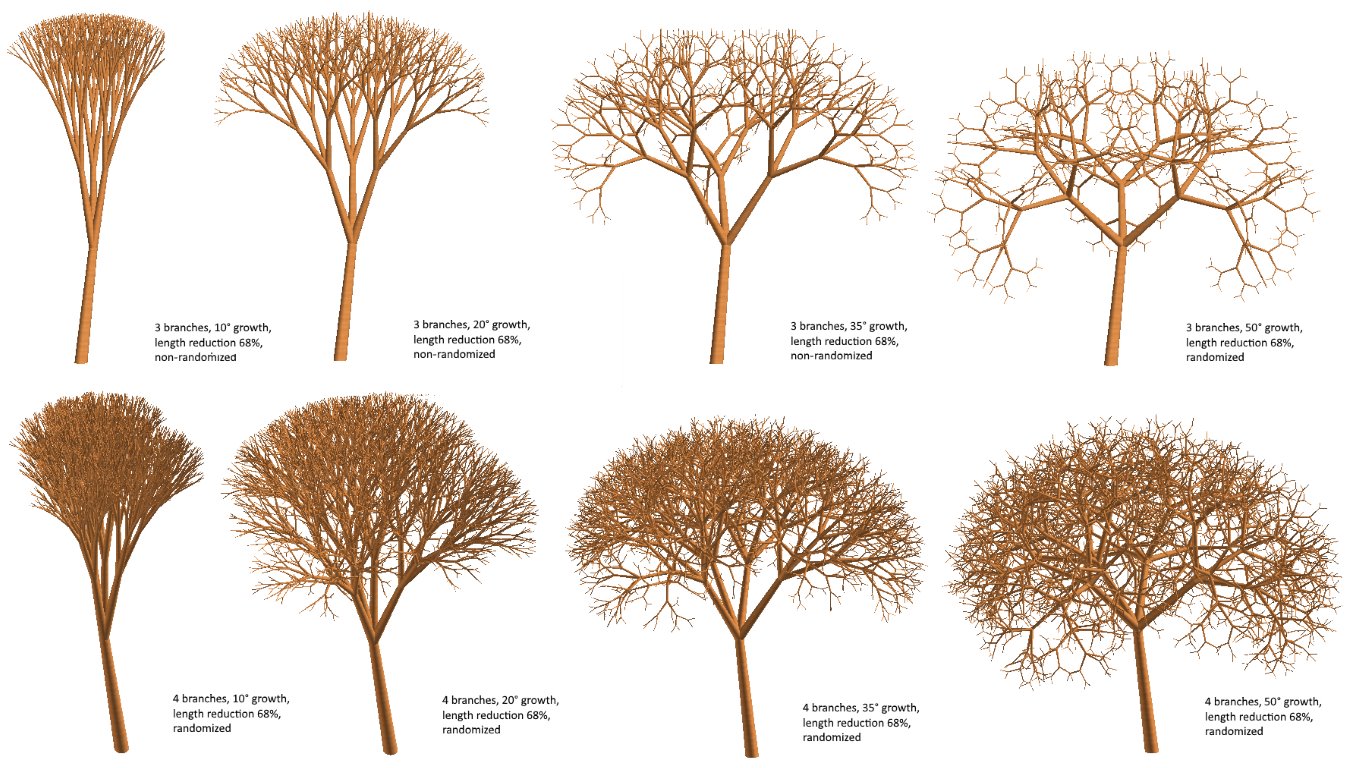 3 branches, 10° growth,
length reduction 68%,
non-randomized
3 branches, 20° growth,
length reduction 68%,
non-randomized
3 branches, 35° growth,
length reduction 68%,
non-randomized
3 branches, 50° growth,
length reduction 68%,
randomized
4 branches, 10° growth,
length reduction 68%,
randomized
4 branches, 20° growth,
length reduction 68%,
randomized
4 branches, 35° growth,
length reduction 68%,
randomized
4 branches, 50° growth,
length reduction 68%,
randomized